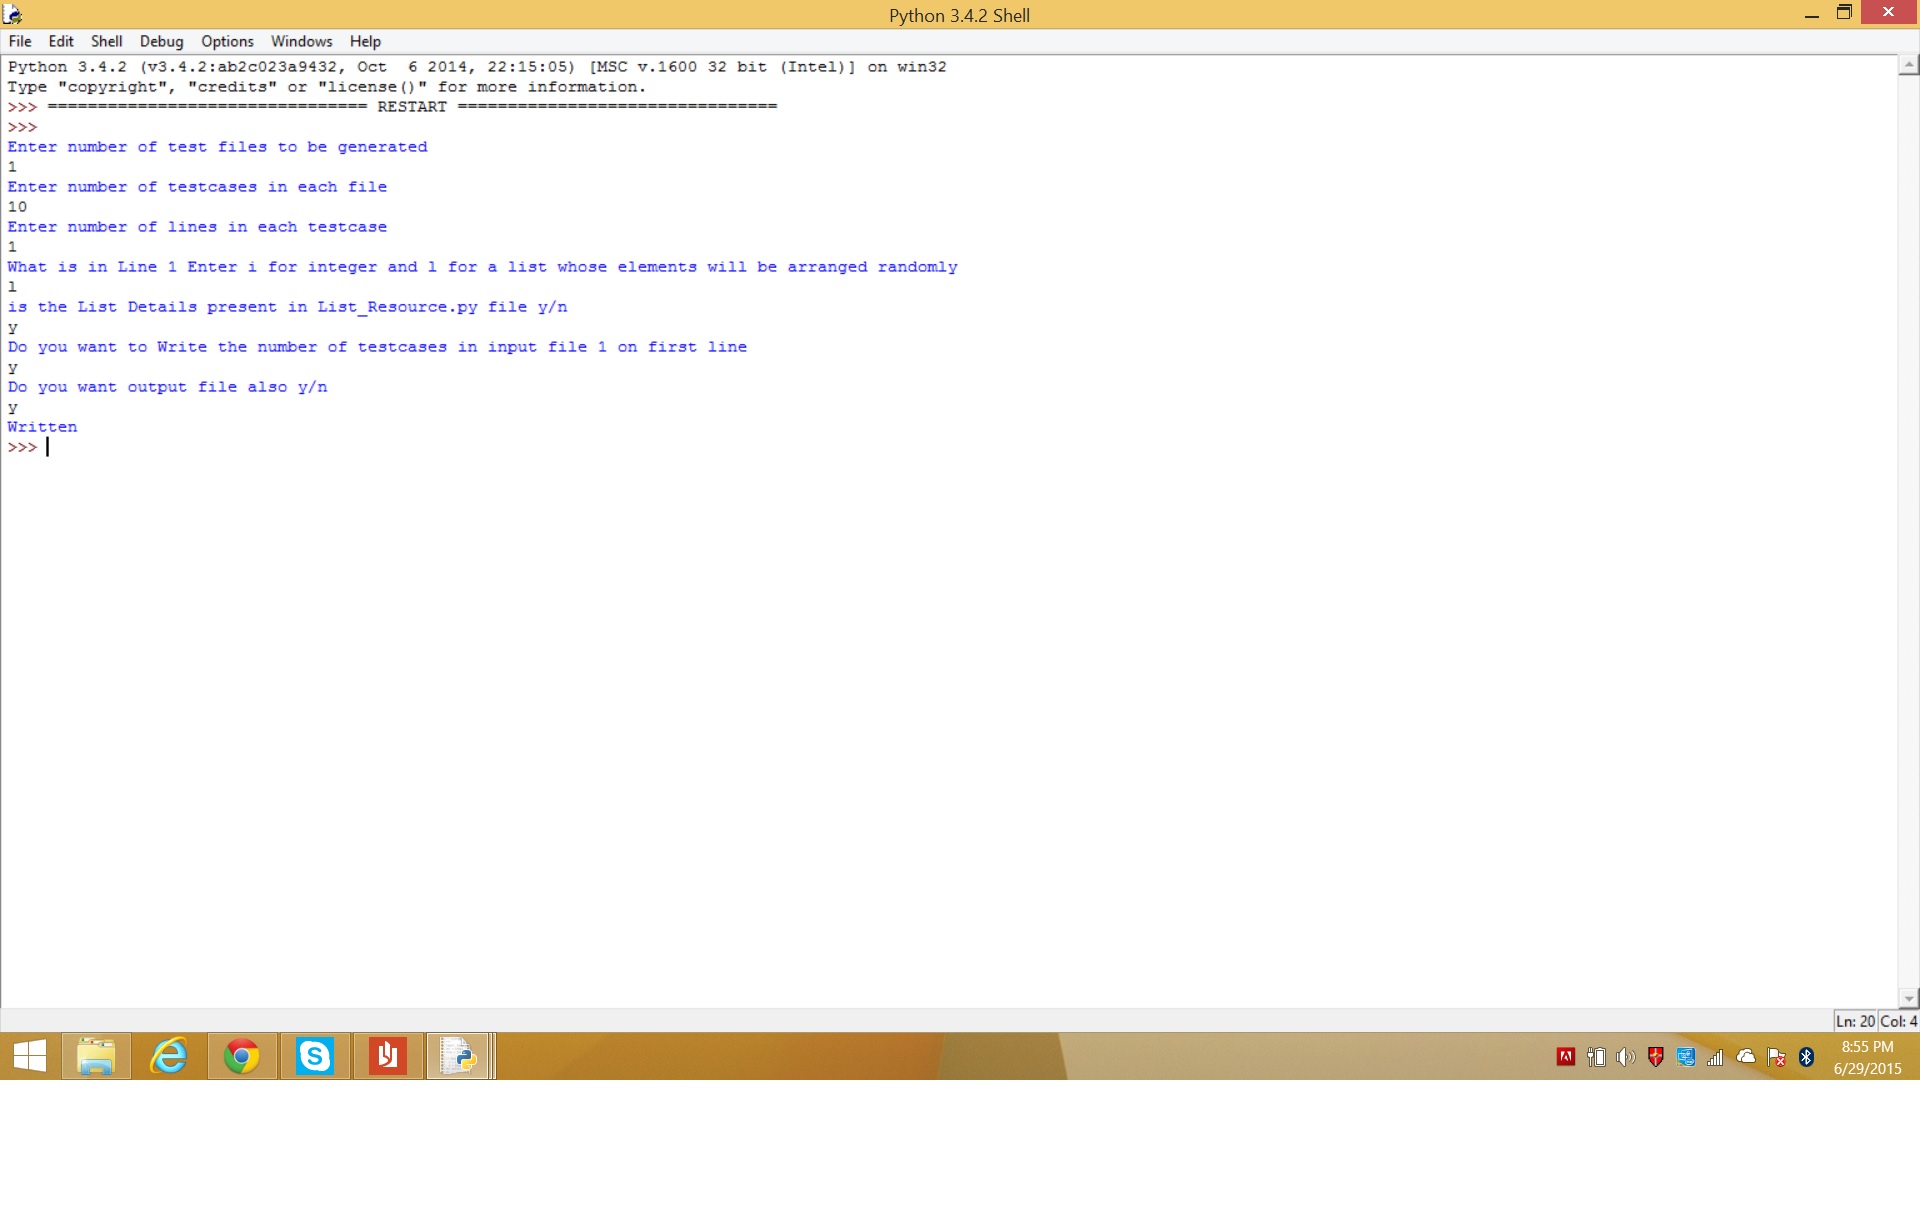 Python 3.4.2 Shell
File Edit Shell Debug Options Windows Help
Python 3.4.2 (v3.4.2:ab2c023a9432, Oct  6 2014, 22:15:05) [MSC v.1600 32 bit (Intel)] on win32
Type "copyright", "credits" or "license()" for more information.
>>> ================================ RESTART ================================
>>>
Enter number of test files to be generated
1
Enter number of testcases in each file
10
Enter number of lines in each testcase
1
What is in Line 1 Enter i for integer and l for a list whose elements will be arranged randomly
l
is the List Details present in List_Resource.py file y/n
y
Do you want to Write the number of testcases in input file 1 on first line
y
Do you want output file also y/n
y
Written
>>>
Ln: 20 Col: 4
8:55 PM
6/29/2015